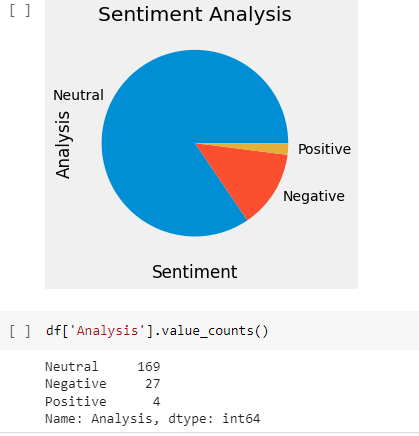 [ ]
Sentiment Analysis
Neutral
Analysis
Positive
Negative
Sentiment
[ ] df['Analysis'].value_counts()
Neutral 169
Negative 27
Positive 4
Name: Analysis, dtype: int64